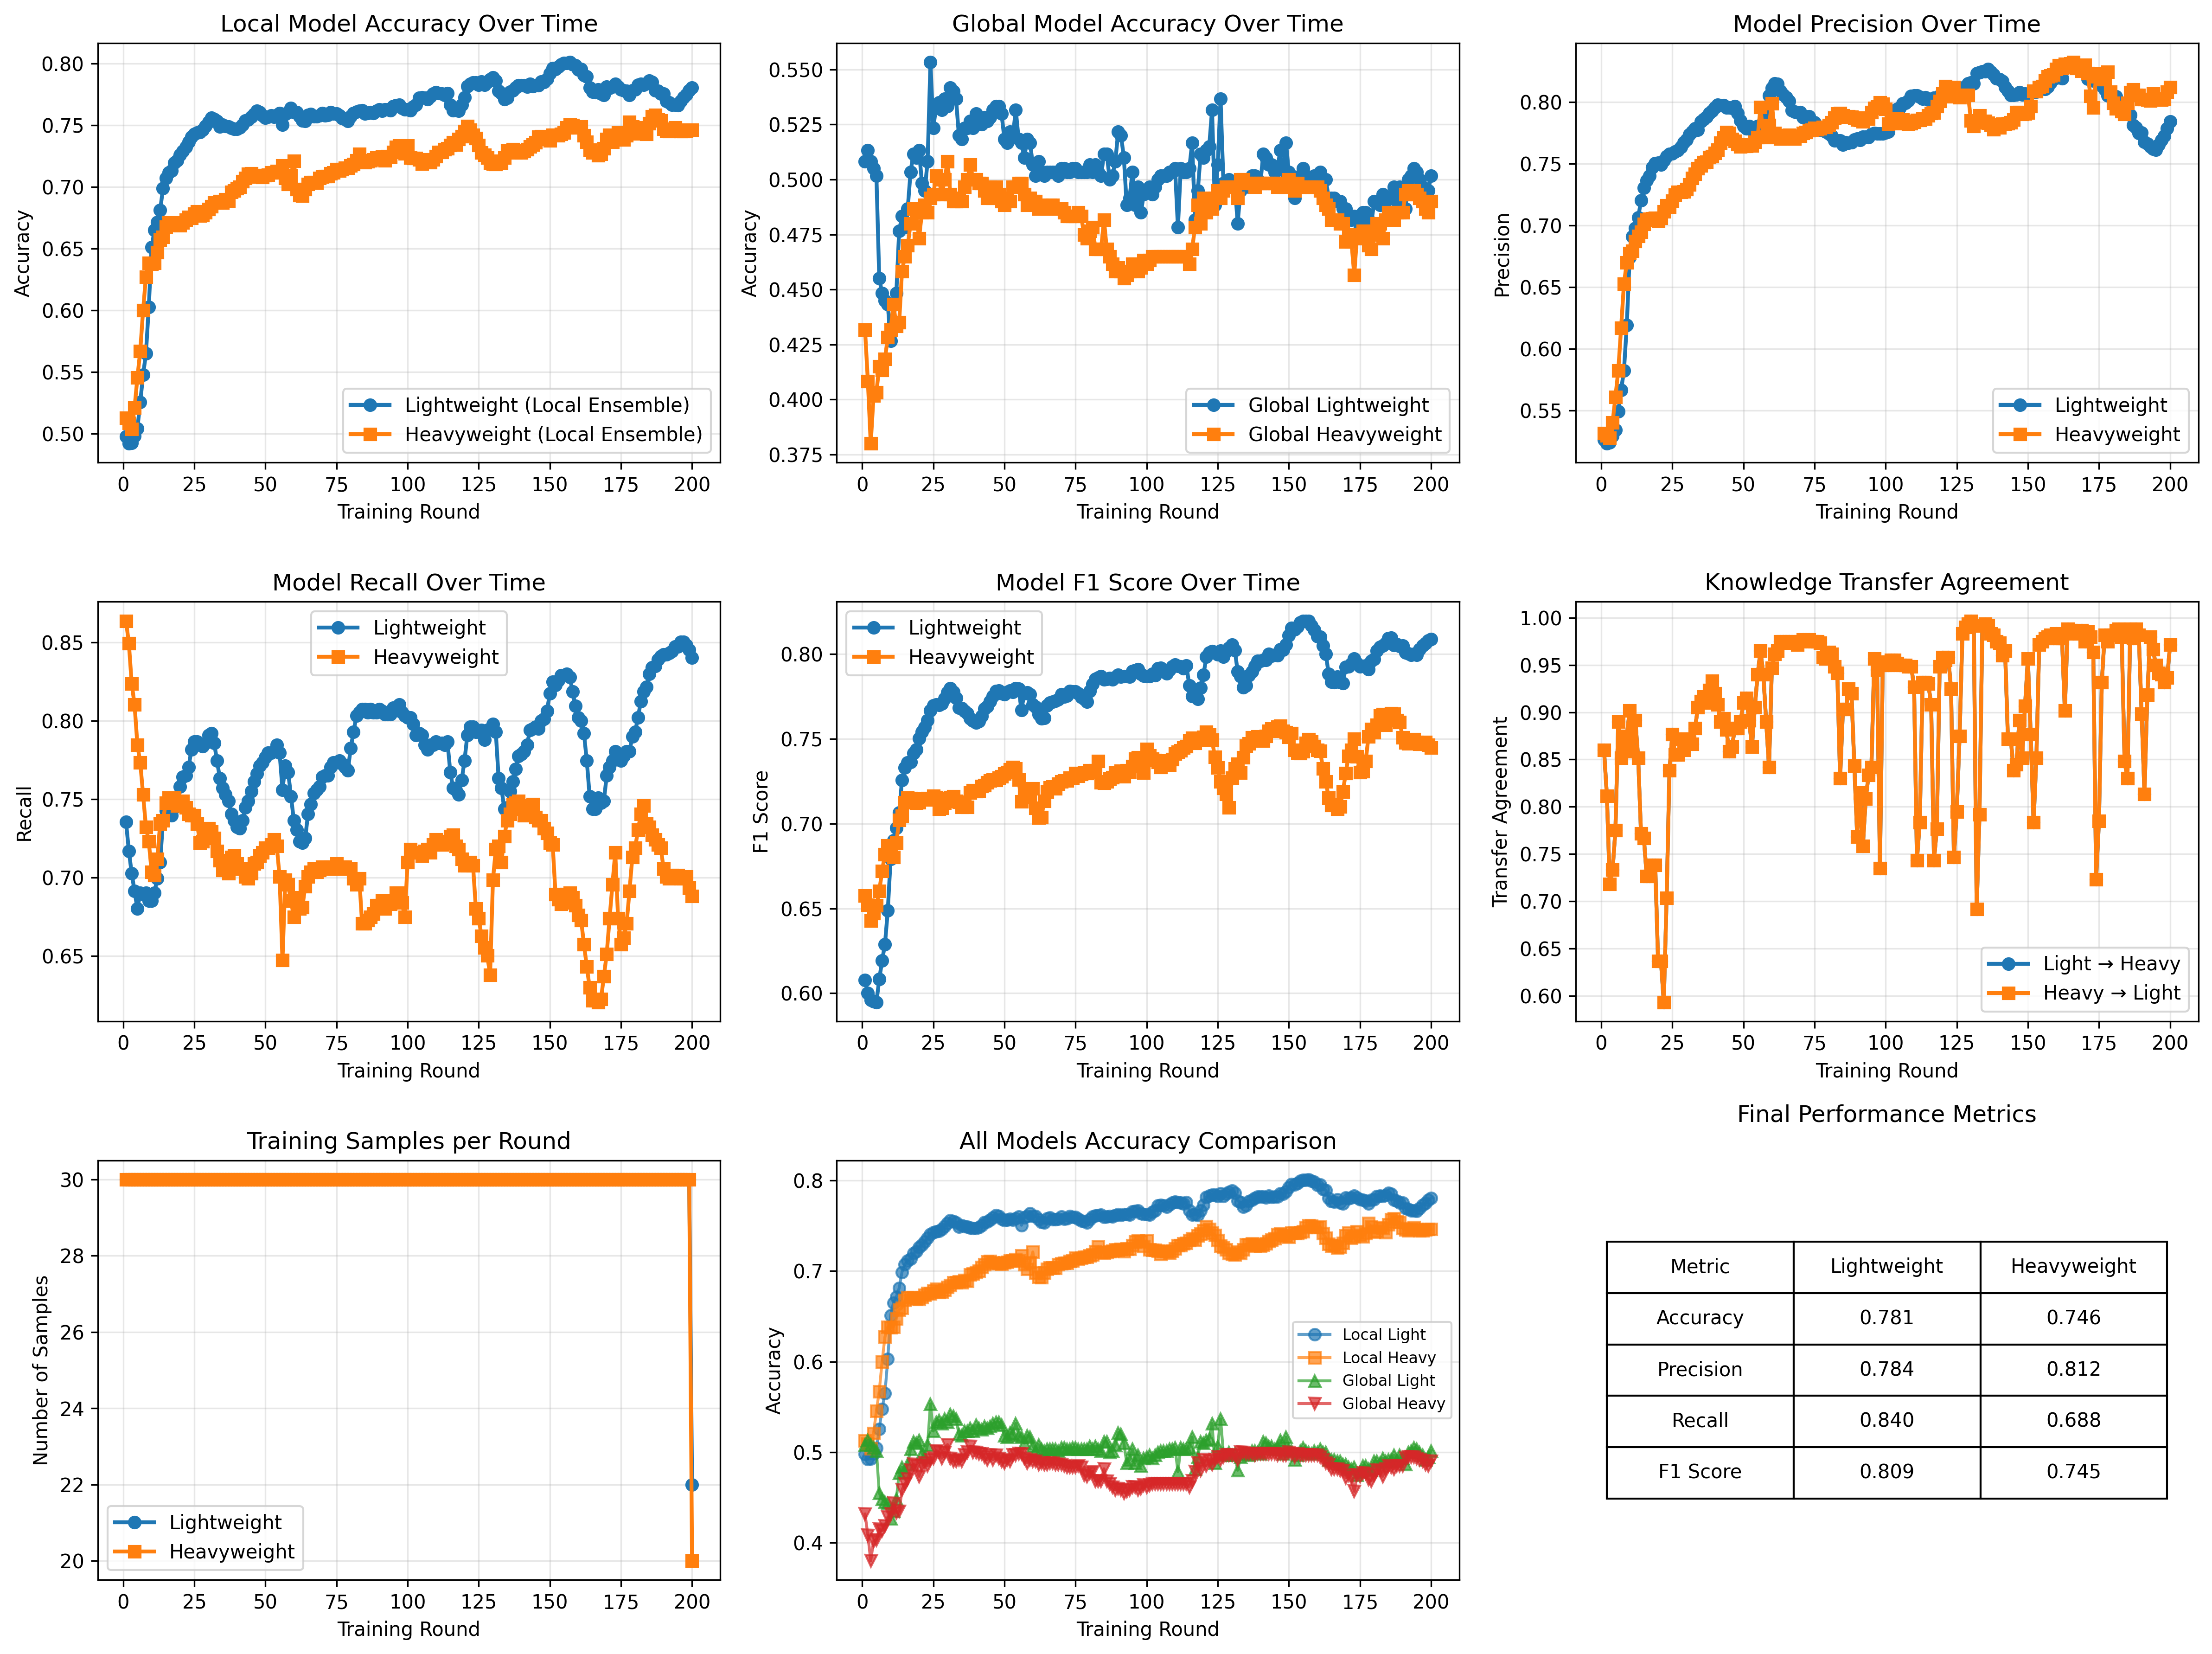 Local Model Accuracy Over Time
Accuracy
0.80
0.75
0.70
0.65
0.60
0.55
0.50
Lightweight (Local Ensemble)
Heavyweight (Local Ensemble)
0 25 50 75 100 125 150 175 200
Training Round
Global Model Accuracy Over Time
Accuracy
0.550
0.525
0.500
0.475
0.450
0.425
0.400
0.375
Global Lightweight
Global Heavyweight
0 25 50 75 100 125 150 175 200
Training Round
Model Precision Over Time
Precision
0.80
0.75
0.70
0.65
0.60
0.55
Lightweight
Heavyweight
0 25 50 75 100 125 150 175 200
Training Round
Model Recall Over Time
Recall
0.85
0.80
0.75
0.70
0.65
Lightweight
Heavyweight
0 25 50 75 100 125 150 175 200
Training Round
Model F1 Score Over Time
F1 Score
0.80
0.75
0.70
0.65
0.60
Lightweight
Heavyweight
0 25 50 75 100 125 150 175 200
Training Round
Knowledge Transfer Agreement
Transfer Agreement
1.00
0.95
0.90
0.85
0.80
0.75
0.70
0.65
0.60
Light → Heavy
Heavy → Light
0 25 50 75 100 125 150 175 200
Training Round
Training Samples per Round
Number of Samples
30
28
26
24
22
20
Lightweight
Heavyweight
0 25 50 75 100 125 150 175 200
Training Round
All Models Accuracy Comparison
Accuracy
0.8
0.7
0.6
0.5
0.4
Local Light
Local Heavy
Global Light
Global Heavy
0 25 50 75 100 125 150 175 200
Training Round
Final Performance Metrics
Metric Lightweight Heavyweight
Accuracy 0.781 0.746
Precision 0.784 0.812
Recall 0.840 0.688
F1 Score 0.809 0.745